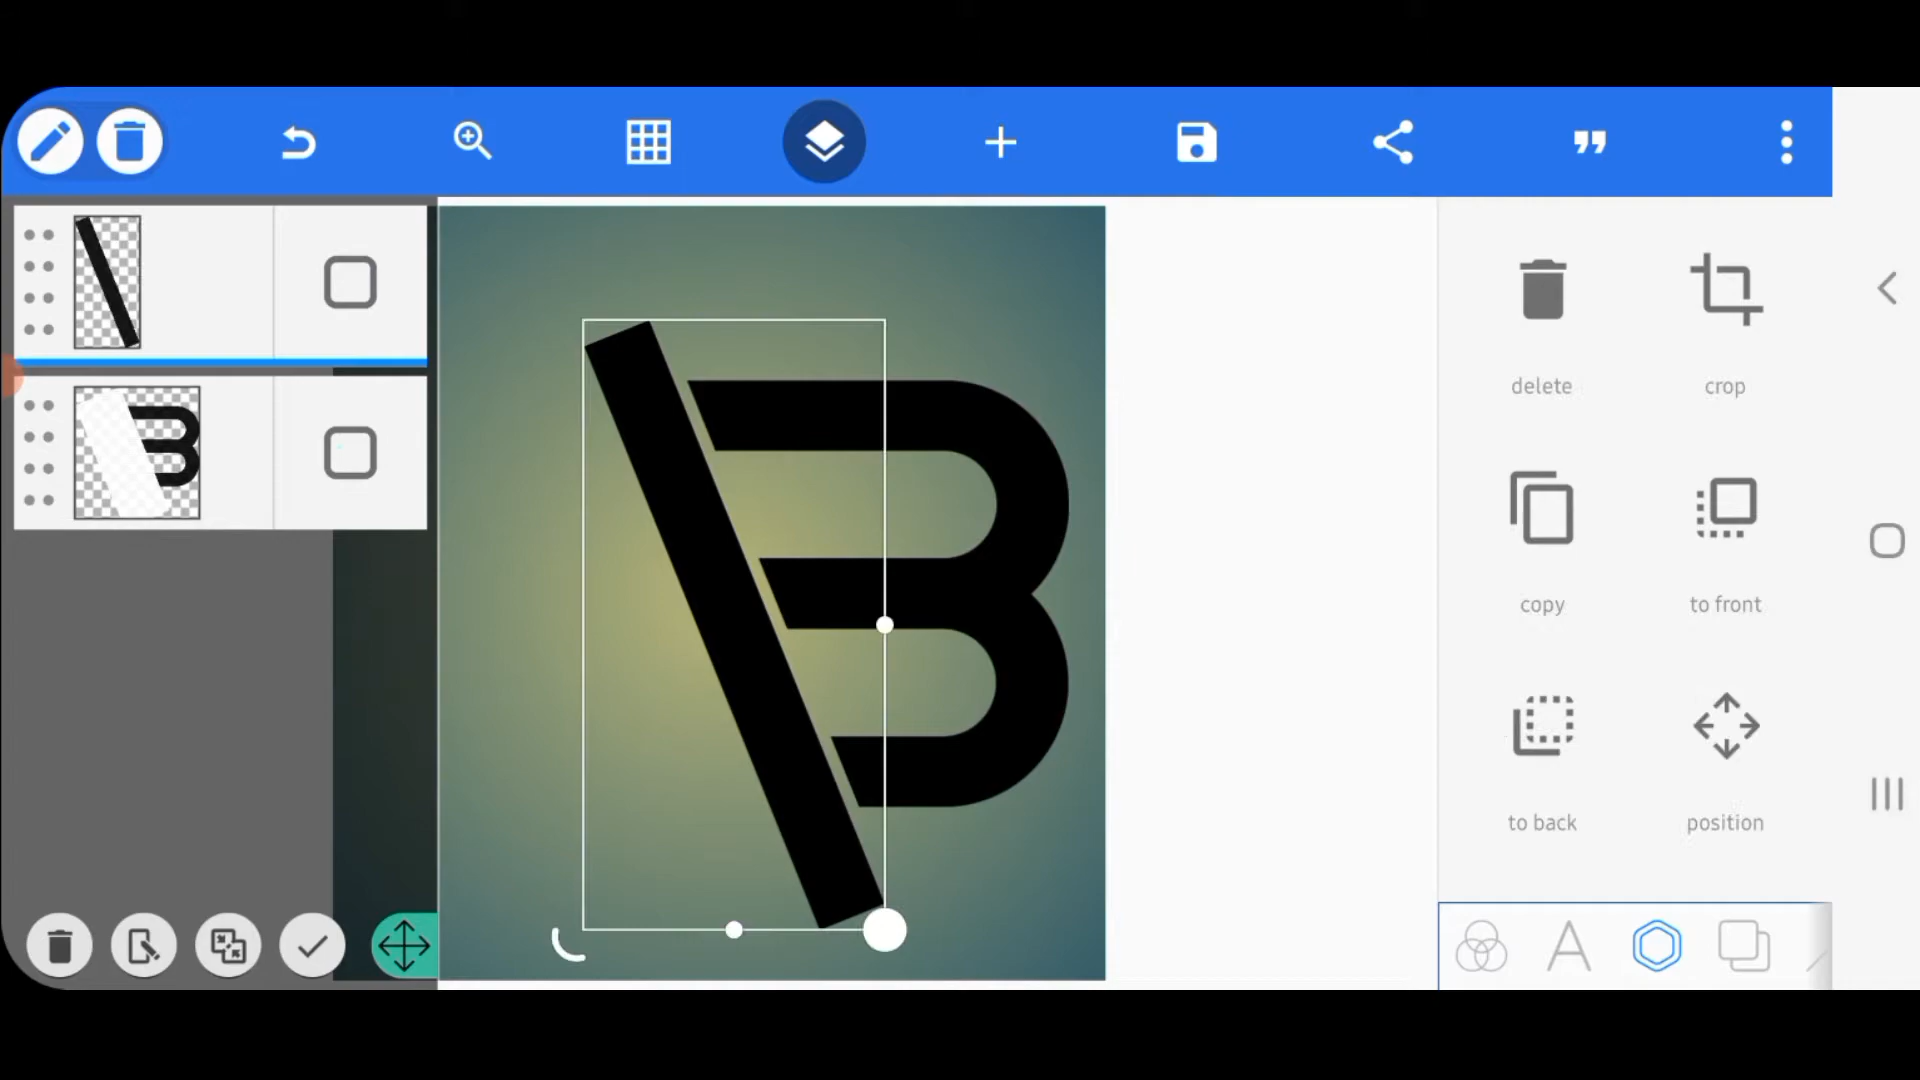 B
delete
crop
copy
to front
to back
position
A